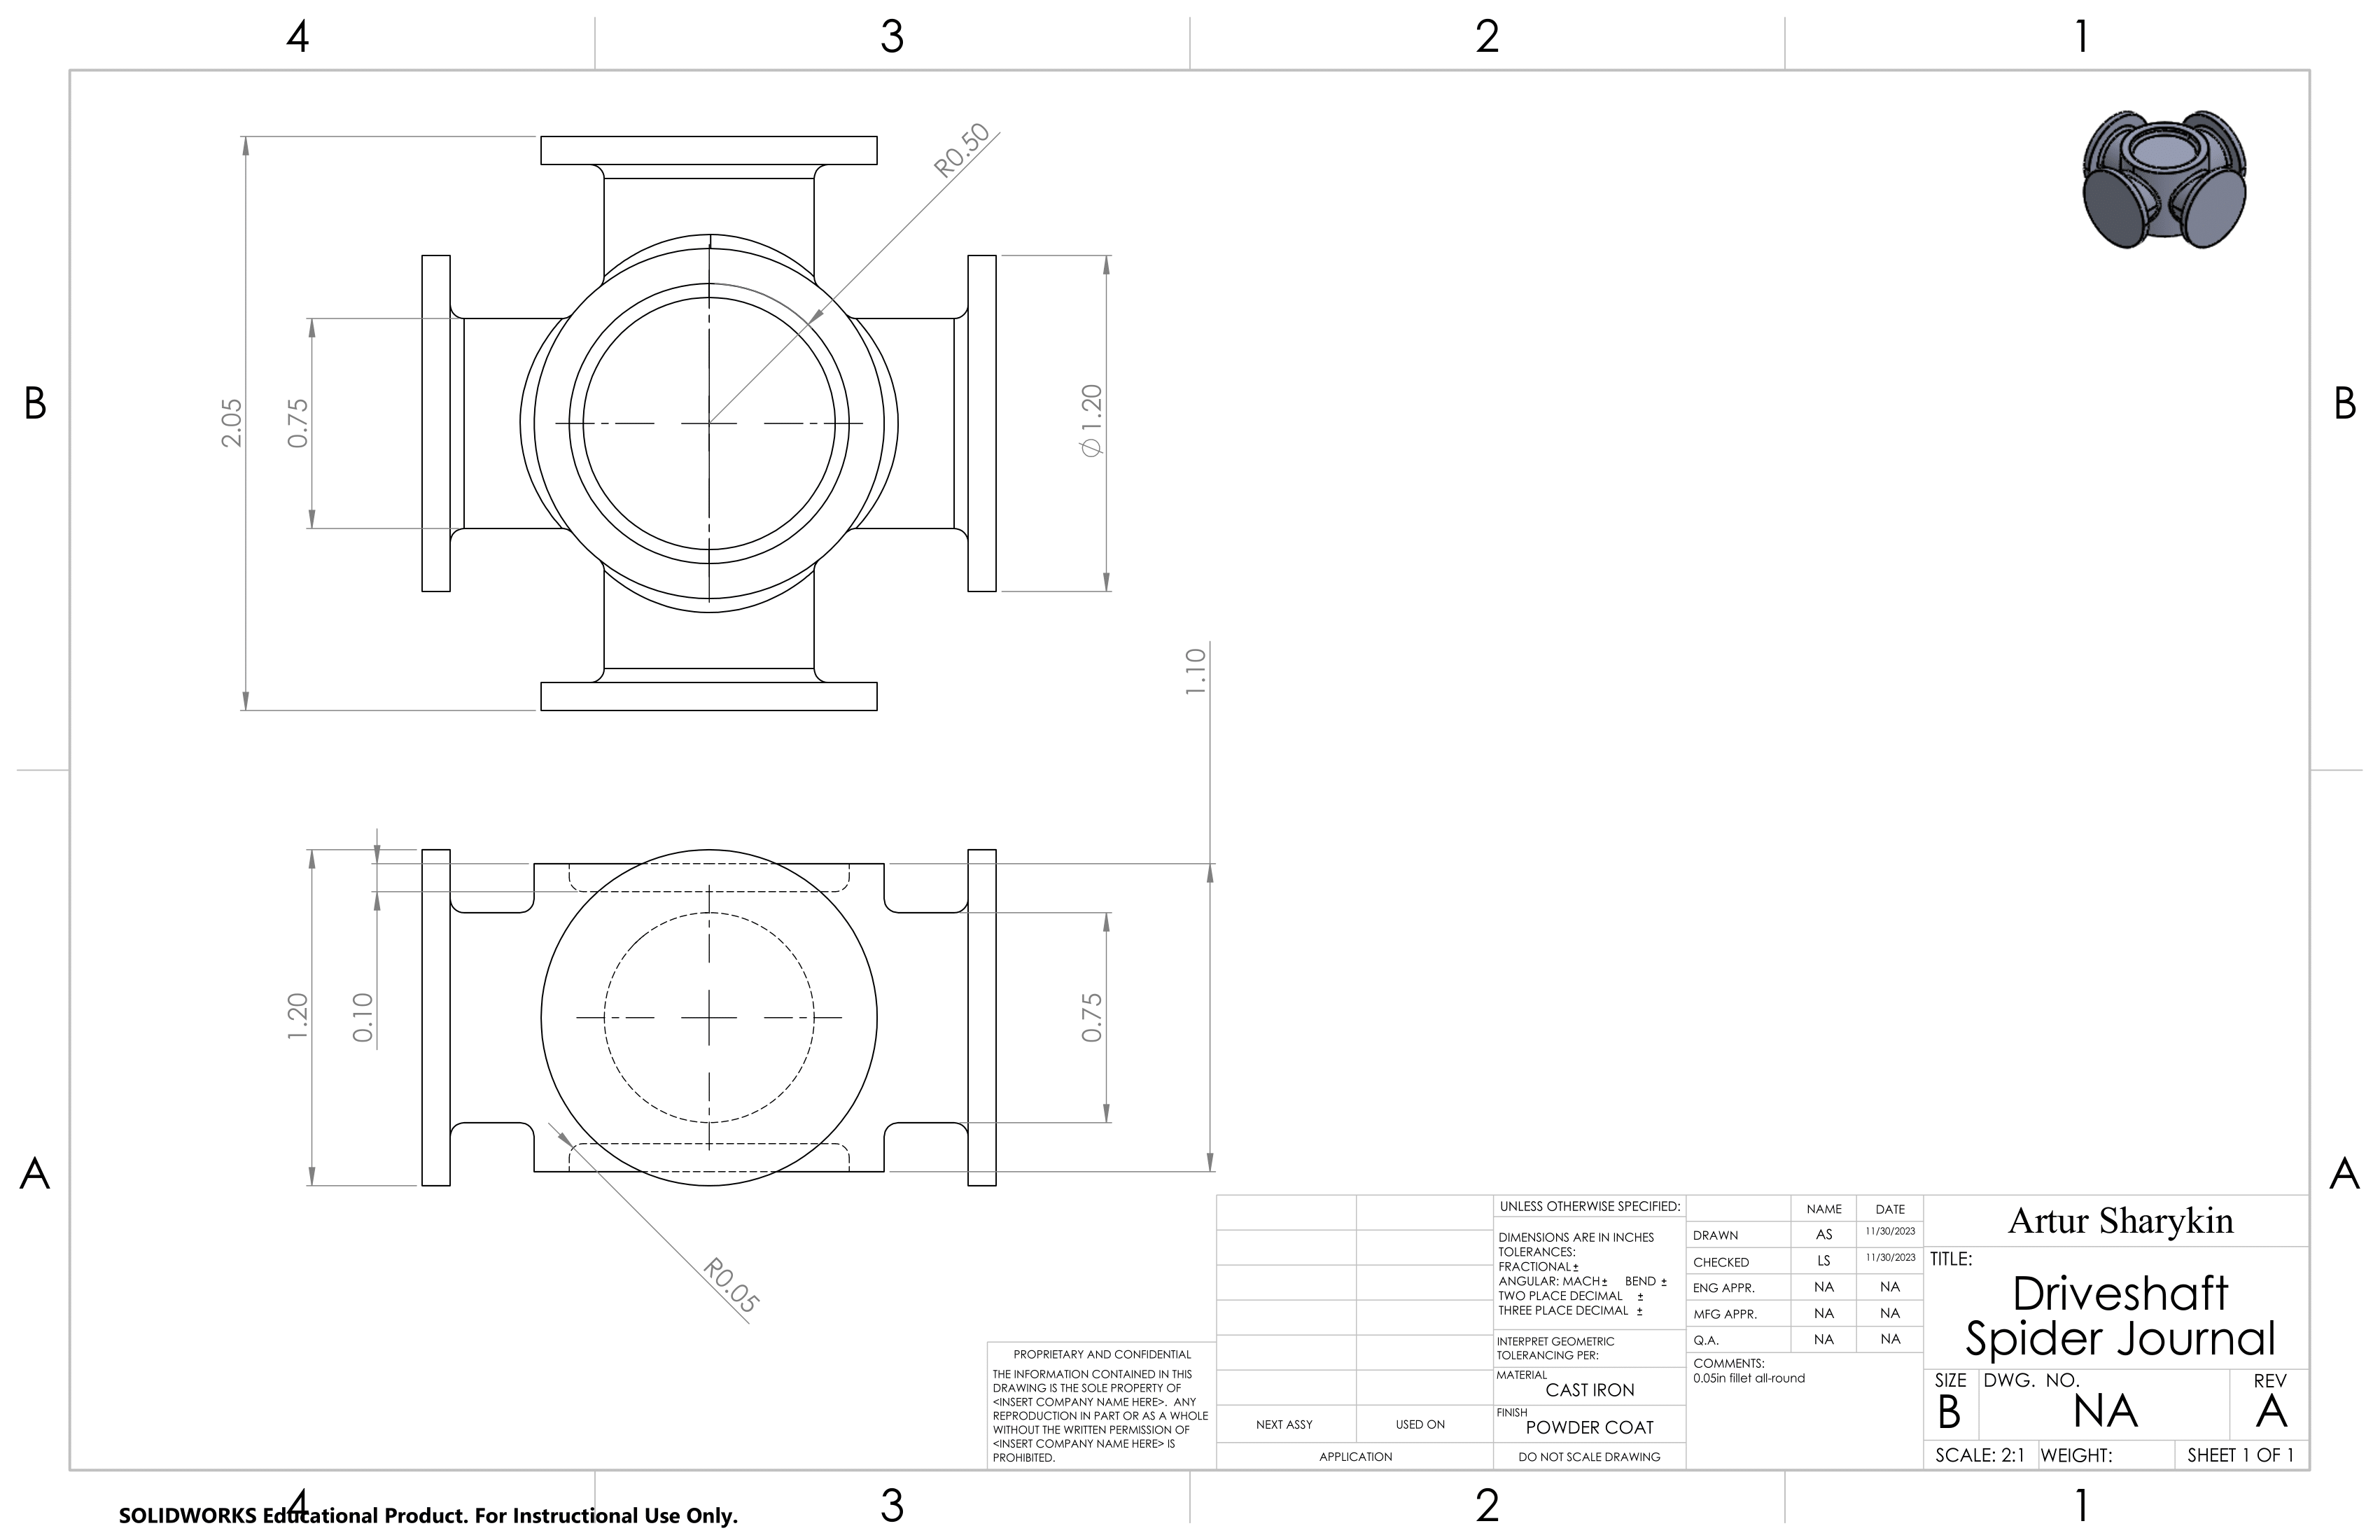 4 3 2 1
R0.50
B B
2.05
0.75
⌀1.20
1.10
1.20
0.10
0.75
R0.05
A A
PROPRIETARY AND CONFIDENTIAL
THE INFORMATION CONTAINED IN THIS
DRAWING IS THE SOLE PROPERTY OF
<INSERT COMPANY NAME HERE>. ANY
REPRODUCTION IN PART OR AS A WHOLE
WITHOUT THE WRITTEN PERMISSION OF
<INSERT COMPANY NAME HERE> IS
PROHIBITED.
NEXT ASSY USED ON
APPLICATION
UNLESS OTHERWISE SPECIFIED:
DIMENSIONS ARE IN INCHES
TOLERANCES:
FRACTIONAL±
ANGULAR: MACH± BEND ±
TWO PLACE DECIMAL ±
THREE PLACE DECIMAL ±
INTERPRET GEOMETRIC
TOLERANCING PER:
MATERIAL
CAST IRON
FINISH
POWDER COAT
DO NOT SCALE DRAWING
NAME DATE
DRAWN AS 11/30/2023
CHECKED LS 11/30/2023
ENG APPR. NA NA
MFG APPR. NA NA
Q.A. NA NA
COMMENTS:
0.05in fillet all-round
Artur Sharykin
TITLE:
Driveshaft
Spider Journal
SIZE DWG. NO. REV
B NA A
SCALE: 2:1 WEIGHT: SHEET 1 OF 1
4 3 2 1
SOLIDWORKS Educational Product. For Instructional Use Only.